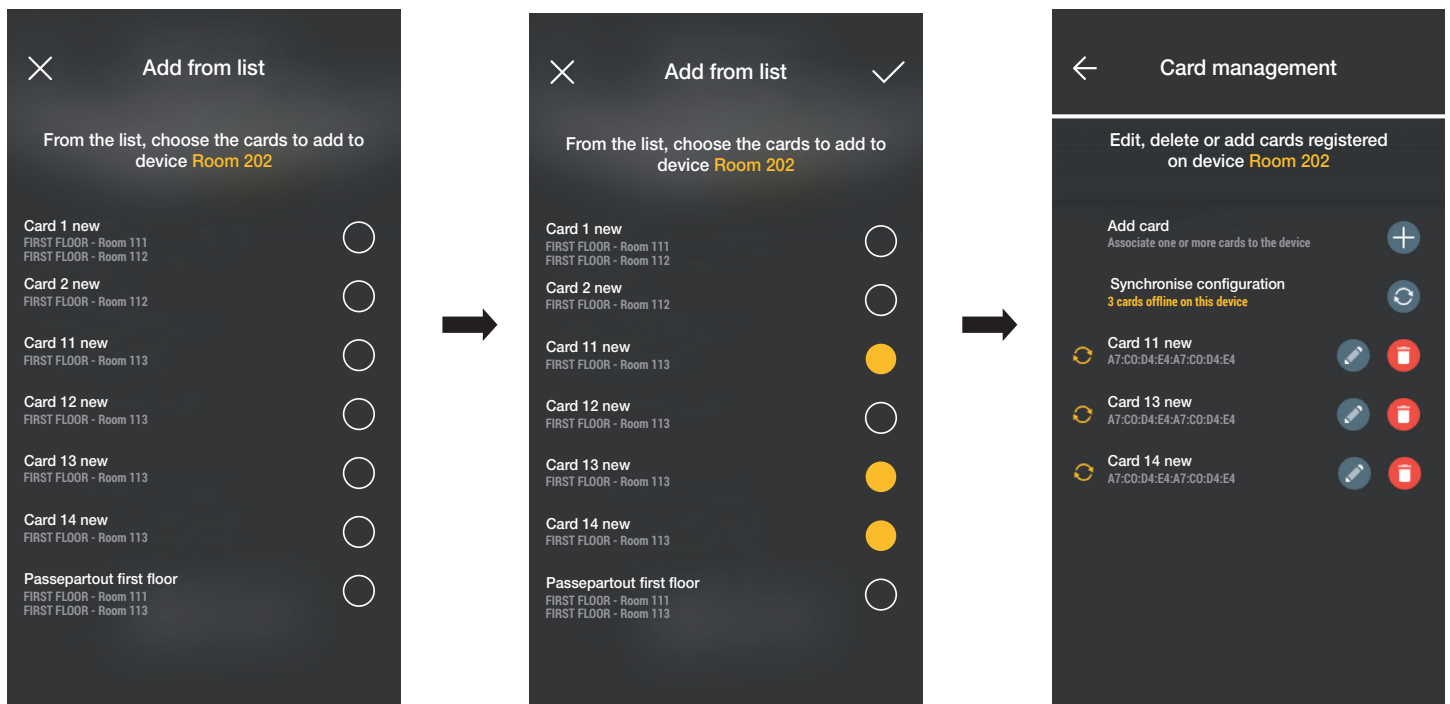 Add from list
From the list, choose the cards to add to
device Room 202
Card 1 new
FIRST FLOOR - Room 111
FIRST FLOOR - Room 112
Card 2 new
FIRST FLOOR - Room 112
Card 11 new
FIRST FLOOR - Room 113
Card 12 new
FIRST FLOOR - Room 113
Card 13 new
FIRST FLOOR - Room 113
Card 14 new
FIRST FLOOR - Room 113
Passepartout first floor
FIRST FLOOR - Room 111
FIRST FLOOR - Room 113
Add from list
From the list, choose the cards to add to
device Room 202
Card 1 new
FIRST FLOOR - Room 111
FIRST FLOOR - Room 112
Card 2 new
FIRST FLOOR - Room 112
Card 11 new
FIRST FLOOR - Room 113
Card 12 new
FIRST FLOOR - Room 113
Card 13 new
FIRST FLOOR - Room 113
Card 14 new
FIRST FLOOR - Room 113
Passepartout first floor
FIRST FLOOR - Room 111
FIRST FLOOR - Room 113
Card management
Edit, delete or add cards registered
on device Room 202
Add card
Associate one or more cards to the device
Synchronise configuration
3 cards offline on this device
Card 11 new
A7:C0:D4:E4:A7:C0:D4:E4
Card 13 new
A7:C0:D4:E4:A7:C0:D4:E4
Card 14 new
A7:C0:D4:E4:A7:C0:D4:E4